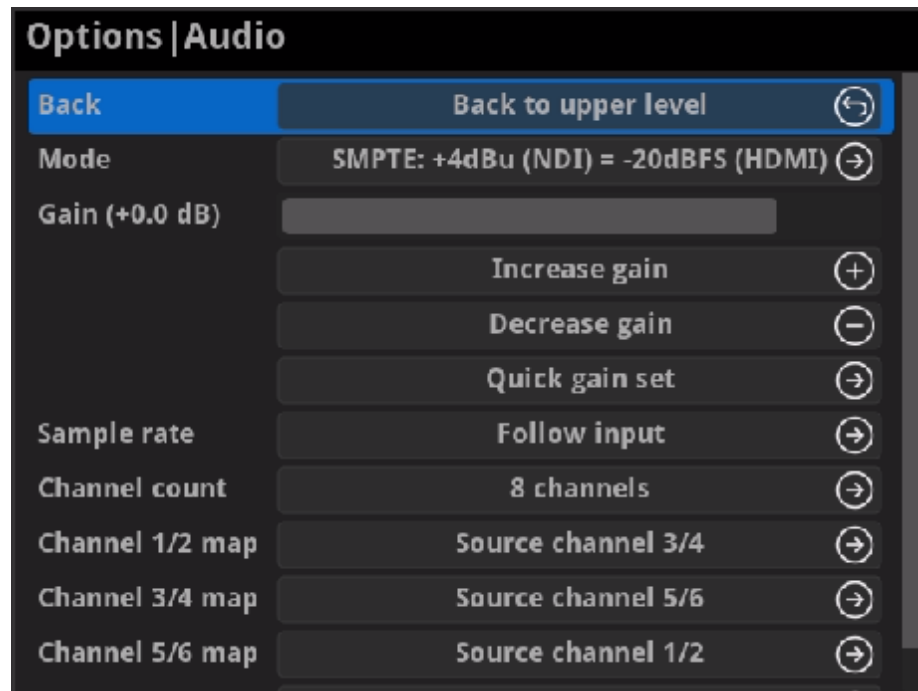 Options|Audio
Back Back to upper level
Mode SMPTE: +4dBu (NDI) = -20dBFS (HDMI)
Gain (+0.0 dB)
Increase gain
Decrease gain
Quick gain set
Sample rate Follow input
Channel count 8 channels
Channel 1/2 map Source channel 3/4
Channel 3/4 map Source channel 5/6
Channel 5/6 map Source channel 1/2